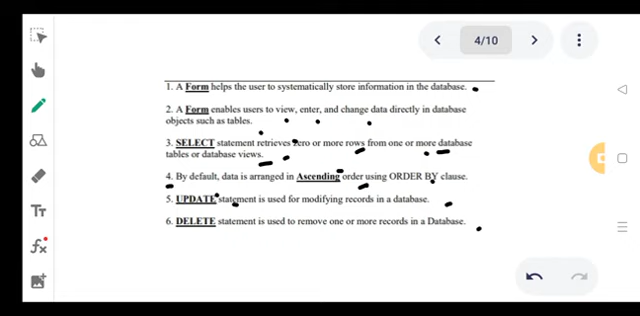 4/10
1. A Form helps the user to systematically store information in the database.
2. A Form enables users to view, enter, and change data directly in database
objects such as tables.
3. SELECT statement retrieves zero or more rows from one or more database
tables or database views.
4. By default, data is arranged in Ascending order using ORDER BY clause.
5. UPDATE statement is used for modifying records in a database.
6. DELETE statement is used to remove one or more records in a Database.
Tt
fx